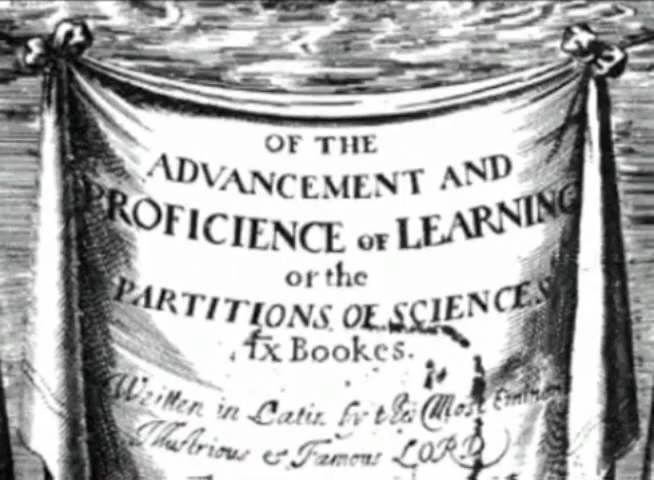 OF THE
ADVANCEMENT AND
PROFICIENCE OF LEARNING
or the
PARTITIONS OF SCIENCES
Bookes.
Written in Latin by the Most Eminent
Illustrious & Famous LORD